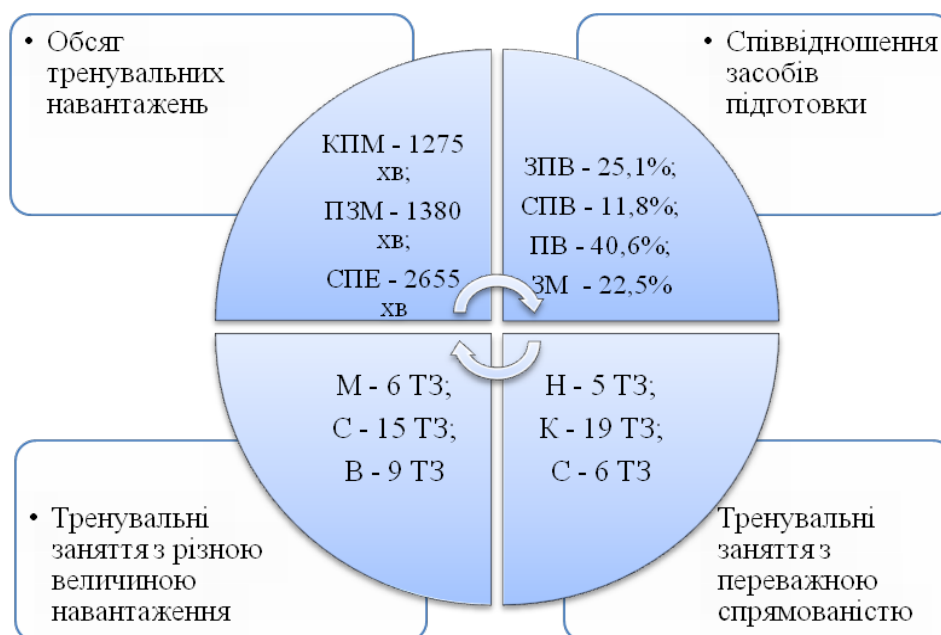 • Обсяг
тренувальних
навантажень
• Співвідношення
засобів
підготовки
КПМ - 1275
хв;
ПЗМ - 1380
хв;
СПЕ - 2655
хв
ЗПВ - 25,1%;
СПВ - 11,8%;
ПВ - 40,6%;
ЗМ - 22,5%
М - 6 ТЗ;
С - 15 ТЗ;
В - 9 ТЗ
Н - 5 ТЗ;
К - 19 ТЗ;
С - 6 ТЗ
• Тренувальні
заняття з різною
величиною
навантаження
Тренувальні
заняття з
переважною
спрямованістю